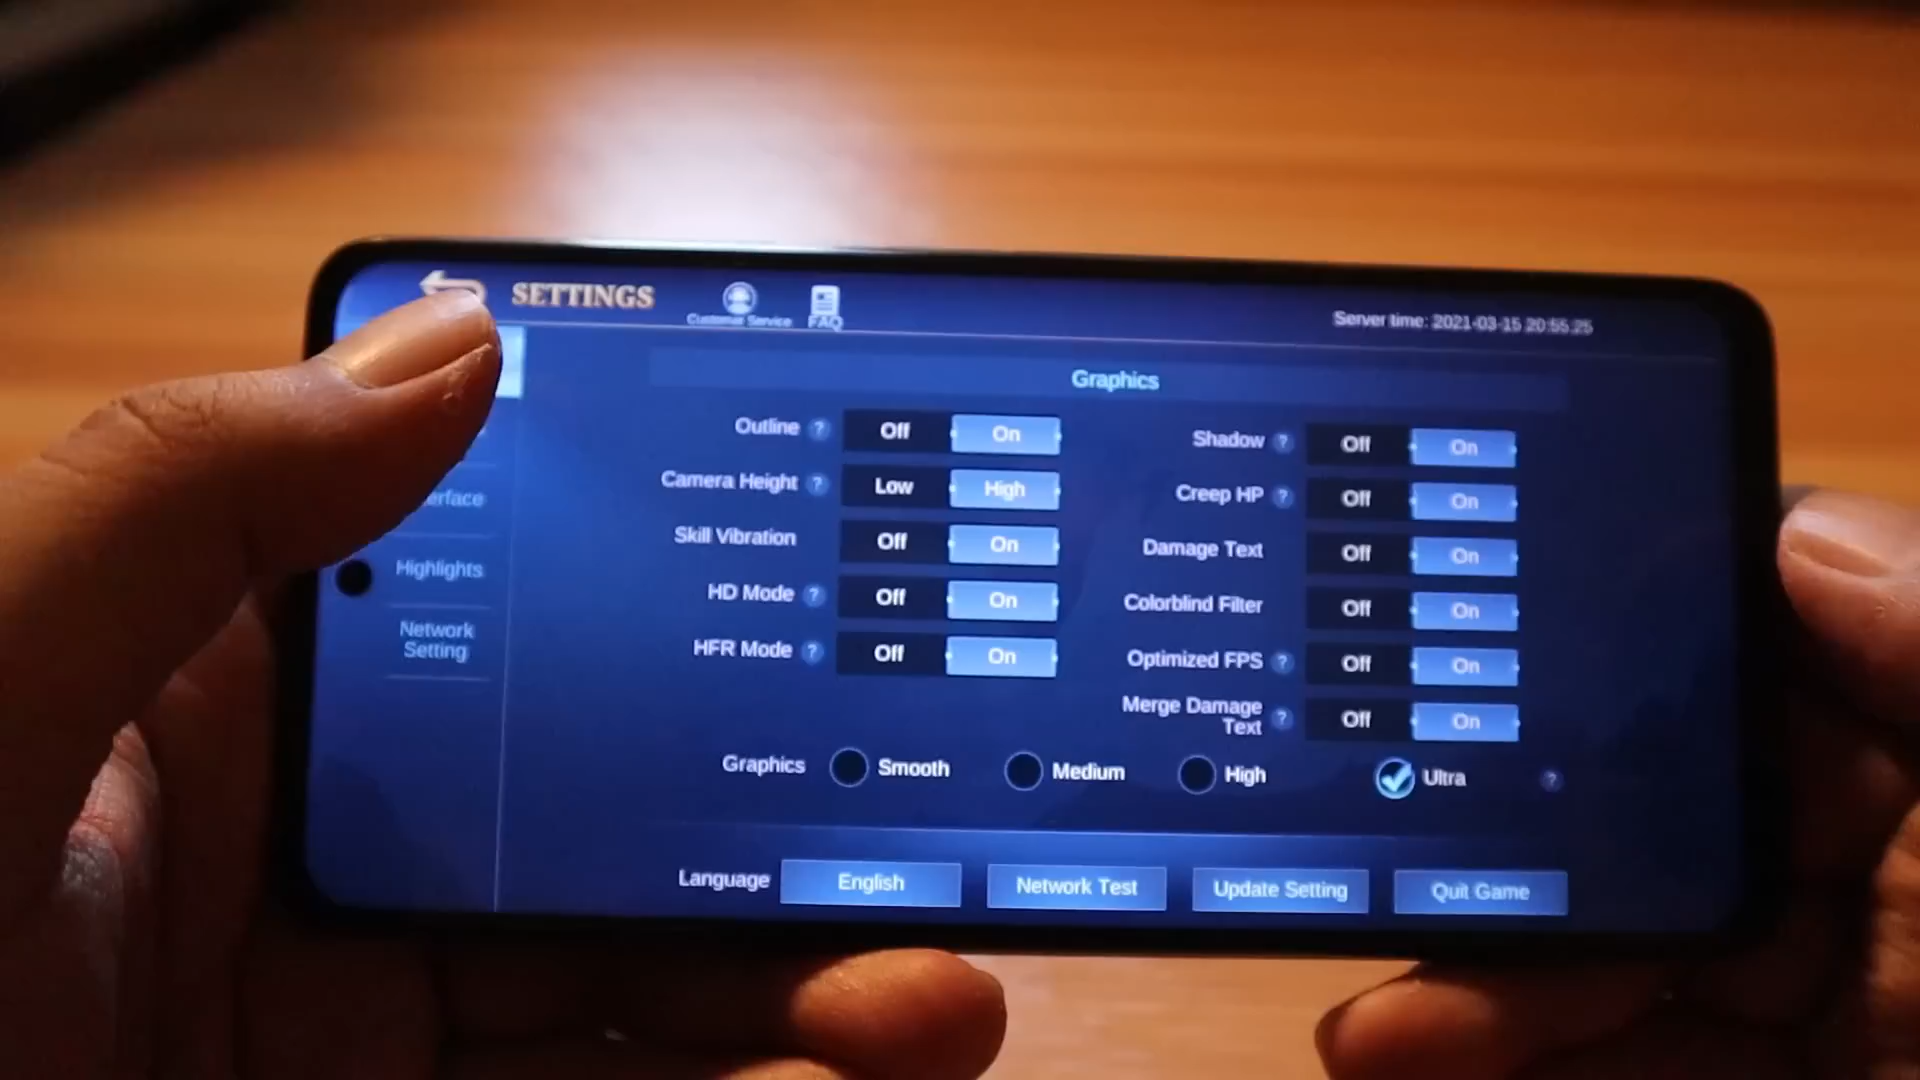 SETTINGS
Customer Service
FAQ
Server time: 2021-03-15 20:55:25
Graphics
Outline ? Off On
Shadow ? Off On
Camera Height ? Low High
Creep HP ? Off On
erface
Skill Vibration Off On
Damage Text Off On
Highlights
HD Mode ? Off On
Colorblind Filter Off On
Network
Setting
HFR Mode ? Off On
Optimized FPS ? Off On
Merge Damage
Text ? Off On
Graphics Smooth Medium High Ultra ?
Language English Network Test Update Setting Quit Game